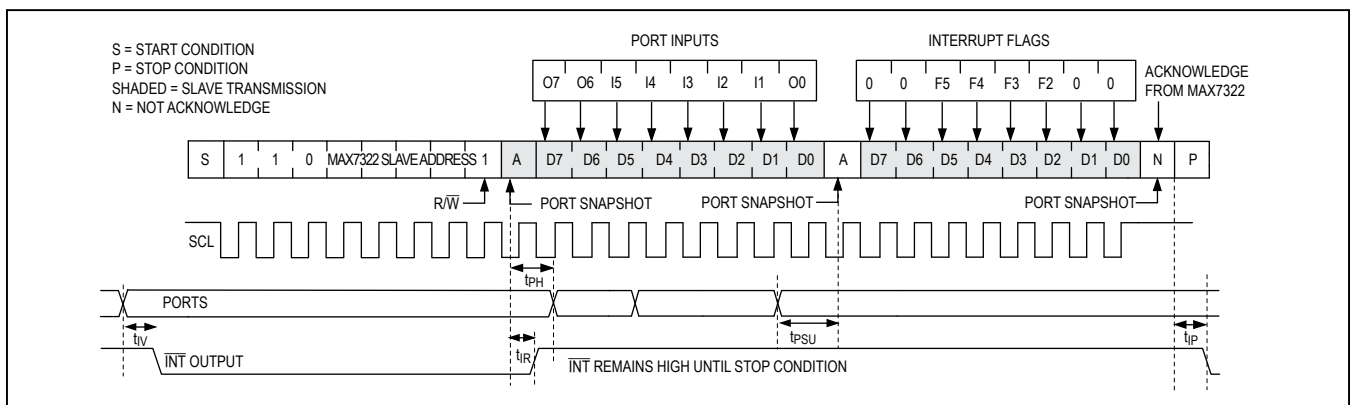 S = START CONDITION
P = STOP CONDITION
SHADED = SLAVE TRANSMISSION
N = NOT ACKNOWLEDGE
PORT INPUTS
INTERRUPT FLAGS
O7 O6 I5 I4 I3 I2 I1 O0
0 0 F5 F4 F3 F2 0 0
ACKNOWLEDGE
FROM MAX7322
S 1 1 0 MAX7322 SLAVE ADDRESS 1 A D7 D6 D5 D4 D3 D2 D1 D0 A D7 D6 D5 D4 D3 D2 D1 D0 N P
R/W̅ PORT SNAPSHOT PORT SNAPSHOT PORT SNAPSHOT
SCL
tPH
PORTS
tIV tIR tPSU tIP
I̅N̅T̅ OUTPUT I̅N̅T̅ REMAINS HIGH UNTIL STOP CONDITION